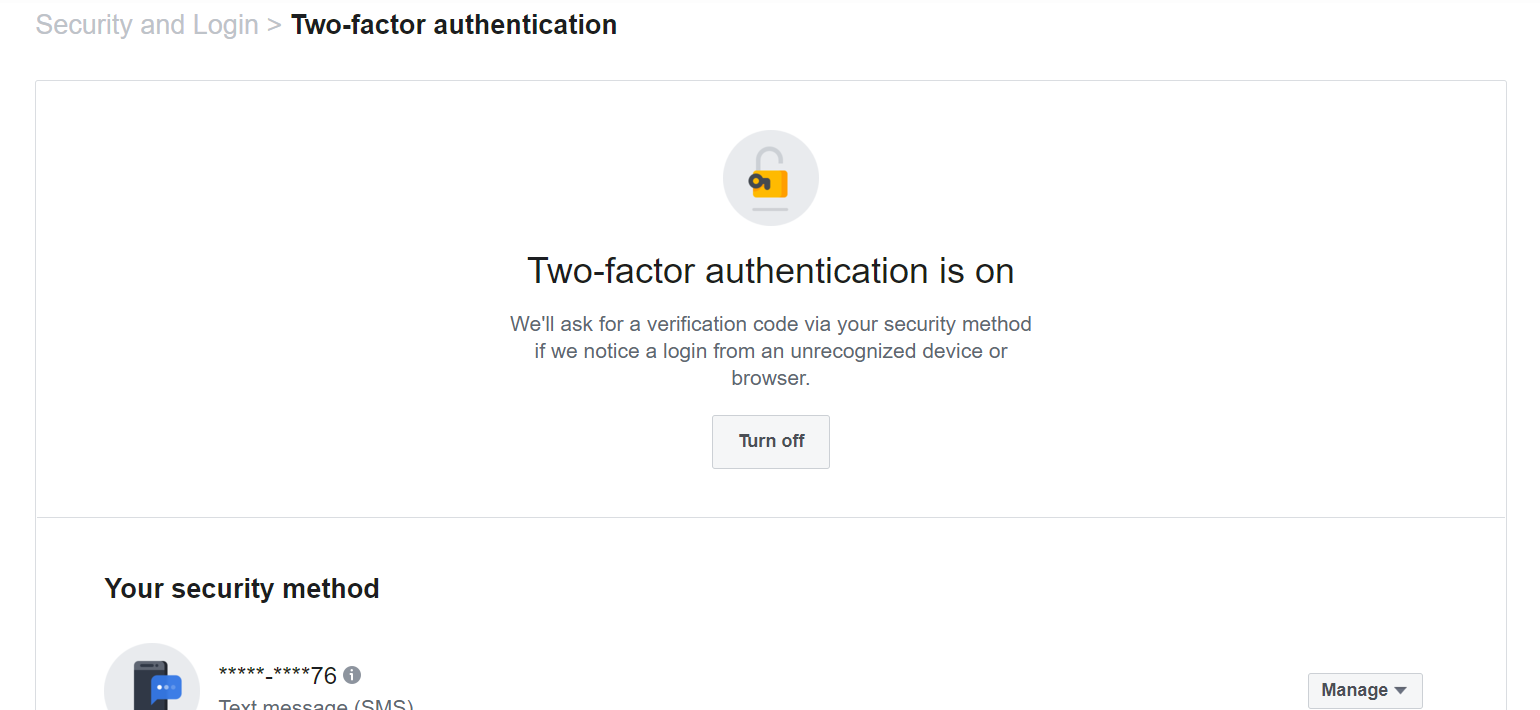 Security and Login > Two-factor authentication
Two-factor authentication is on
We'll ask for a verification code via your security method
if we notice a login from an unrecognized device or
browser.
Turn off
Your security method
*****-****76
Text message (SMS)
Manage